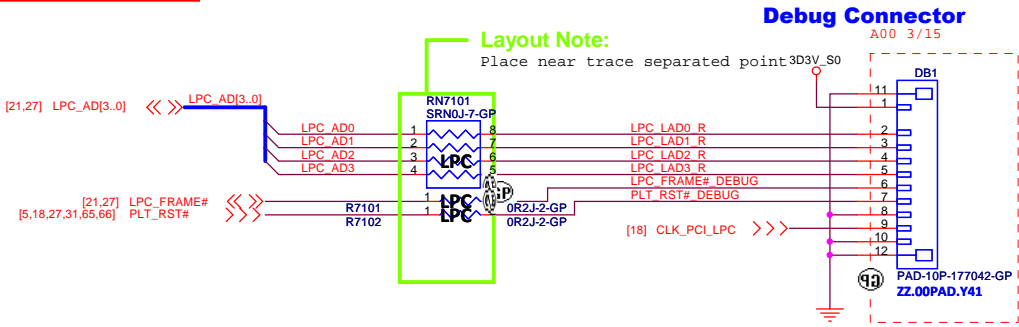 Debug Connector
A00 3/15
Layout Note:
Place near trace separated point
3D3V_S0
DB1
RN7101
SRN0J-7-GP
[21,27] LPC_AD[3..0]
LPC_AD[3..0]
11
1
LPC_AD0 1 8 LPC_LAD0_R 2
LPC_AD1 2 7 LPC_LAD1_R 3
LPC_AD2 3 6 LPC_LAD2_R 4
LPC_AD3 4 5 LPC_LAD3_R 5
LPC
LPC_FRAME#_DEBUG 6
PLT_RST#_DEBUG 7
[21,27] LPC_FRAME# 1 LPC
[5,18,27,31,65,66] PLT_RST# 1 LPC
R7101 0R2J-2-GP
R7102 0R2J-2-GP
8
[18] CLK_PCI_LPC 9
10
12
GP
PAD-10P-177042-GP
ZZ.00PAD.Y41